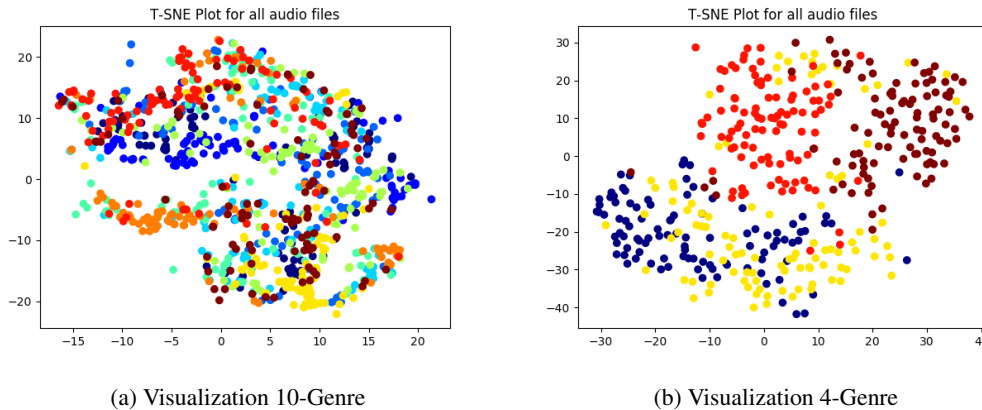 T-SNE Plot for all audio files
20
10
0
−10
−20
−15 −10 −5 0 5 10 15 20
(a) Visualization 10-Genre
T-SNE Plot for all audio files
30
20
10
0
−10
−20
−30
−40
−30 −20 −10 0 10 20 30
(b) Visualization 4-Genre